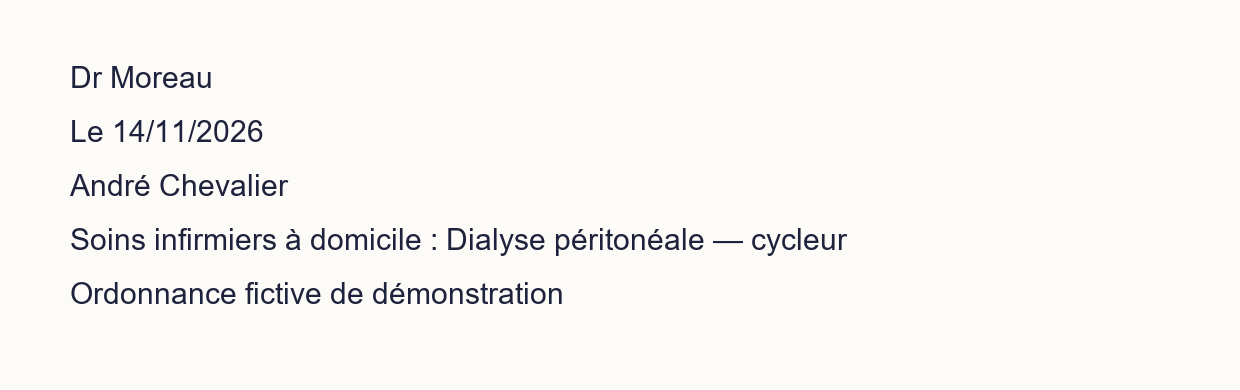 Dr Moreau
Le 14/11/2026
André Chevalier
Soins infirmiers à domicile : Dialyse péritonéale — cycleur
Ordonnance fictive de démonstration